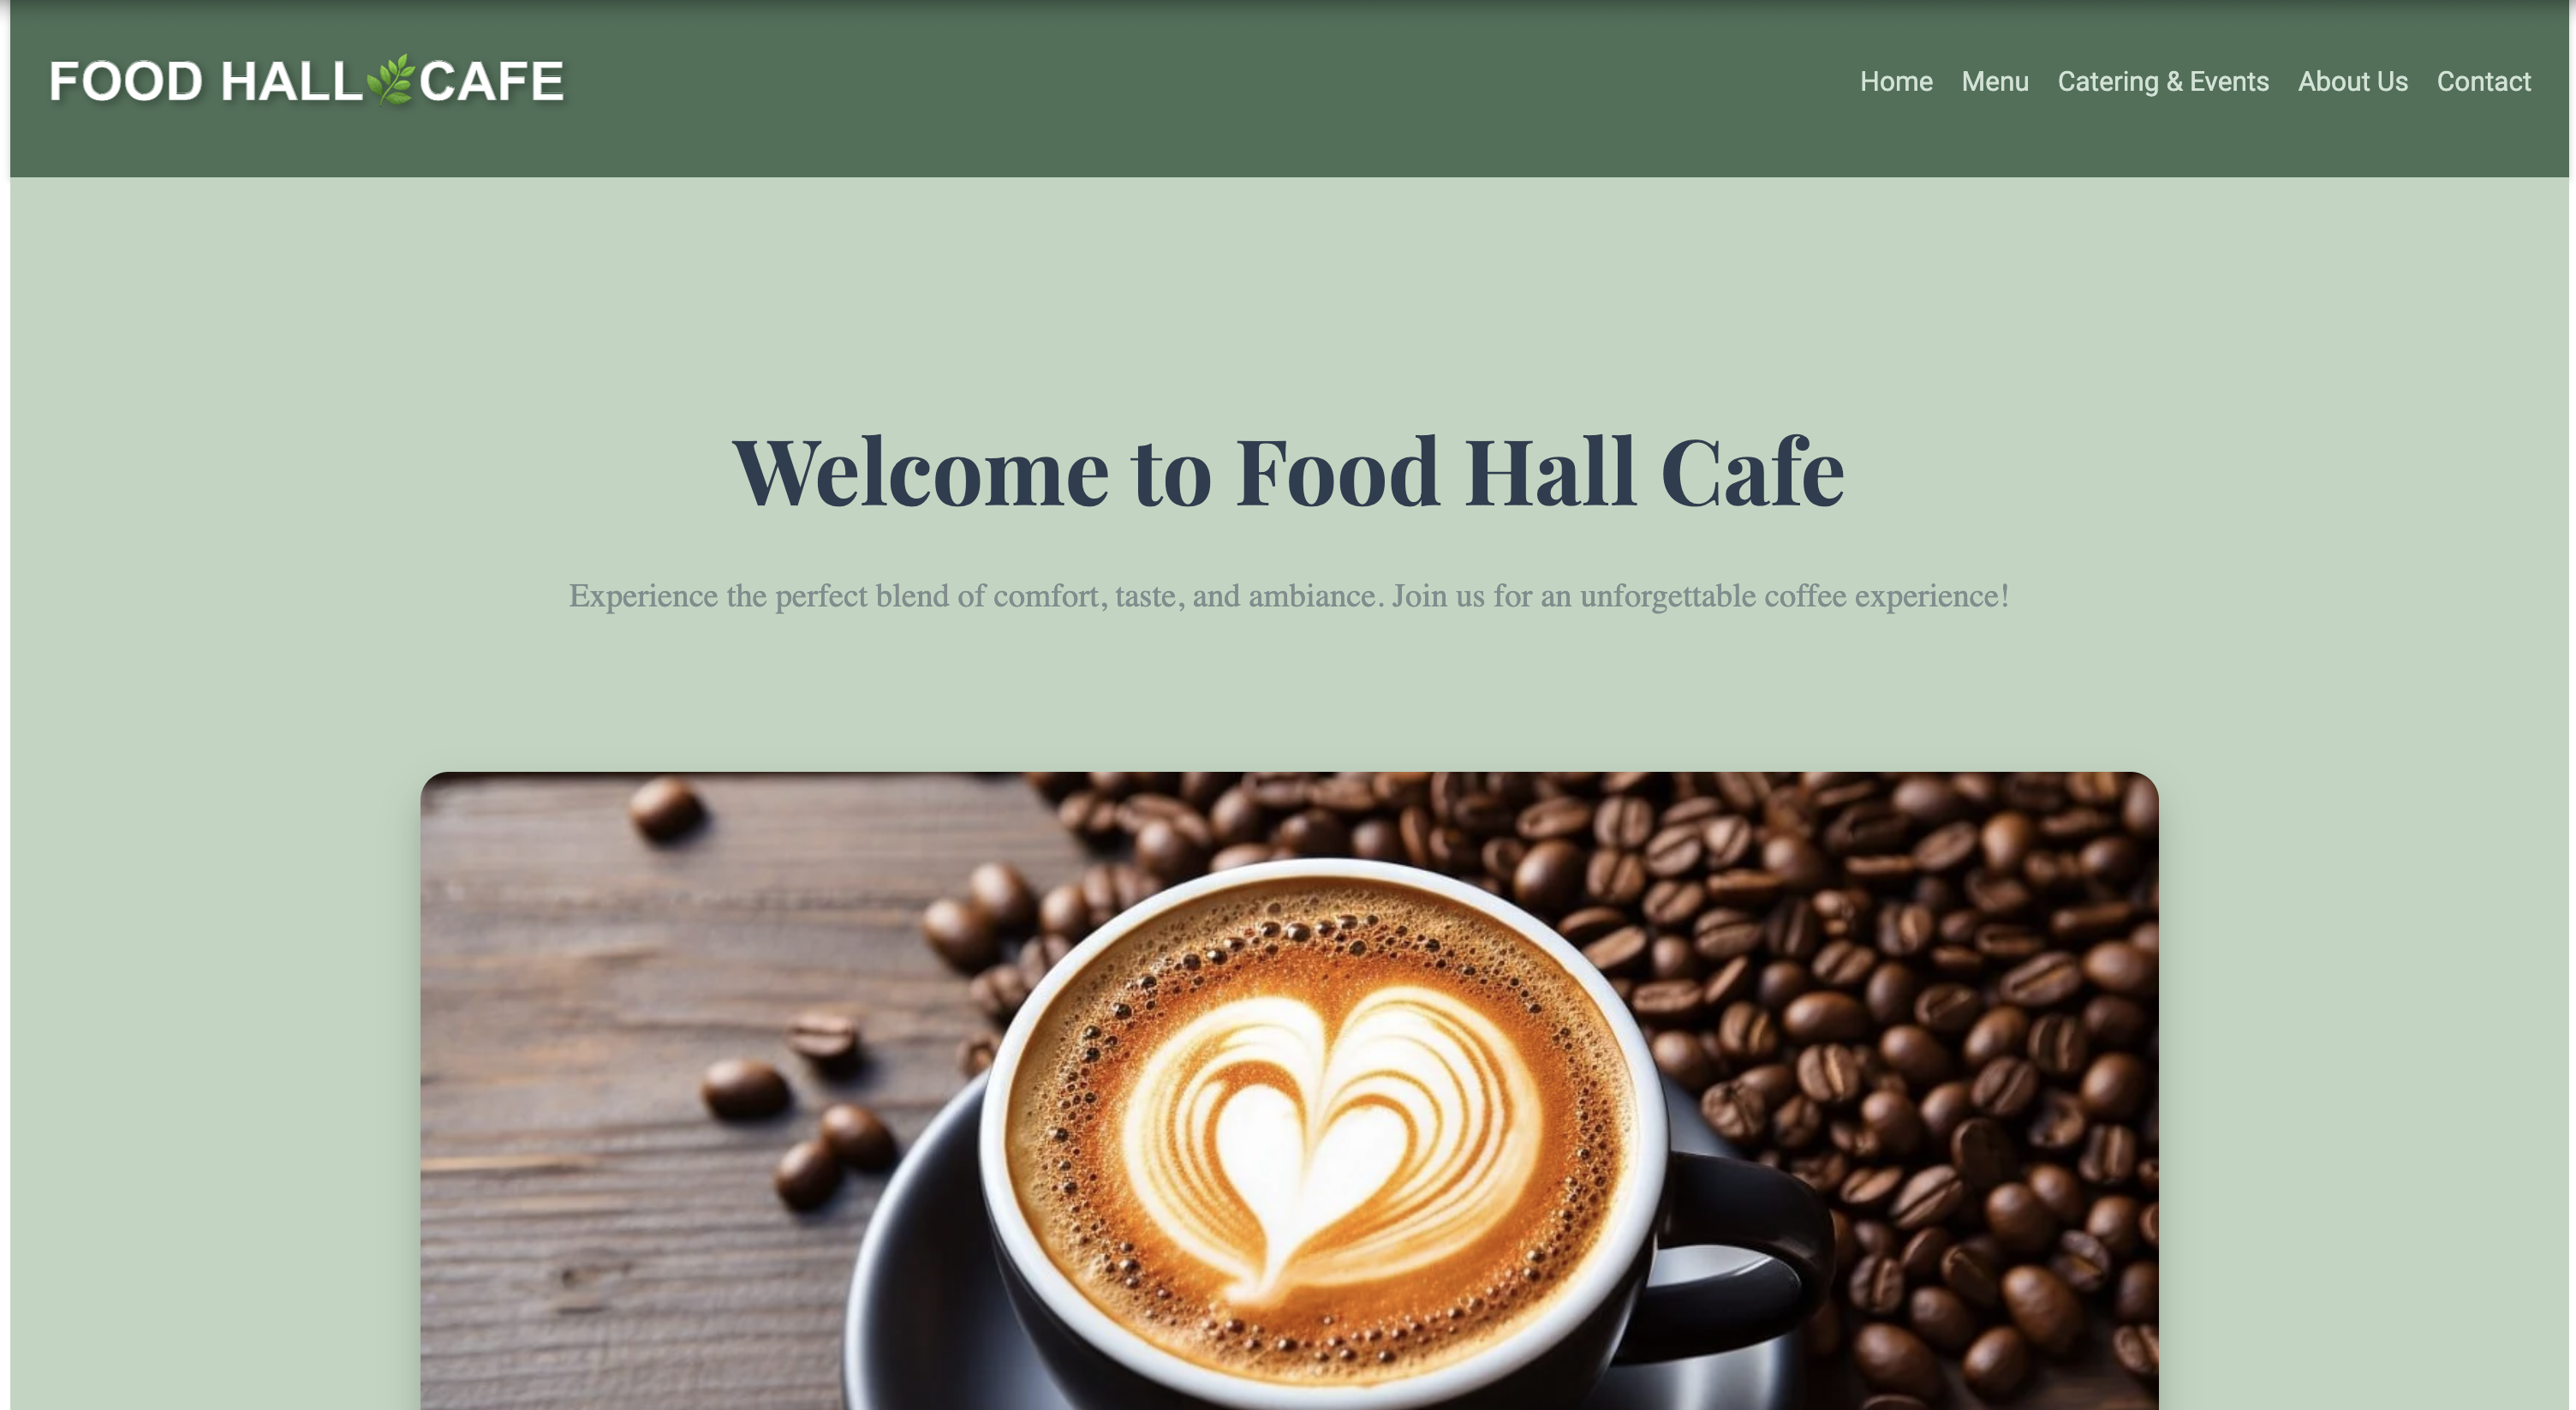 FOOD HALL🌿CAFE
Home Menu Catering & Events About Us Contact
Welcome to Food Hall Cafe
Experience the perfect blend of comfort, taste, and ambiance. Join us for an unforgettable coffee experience!